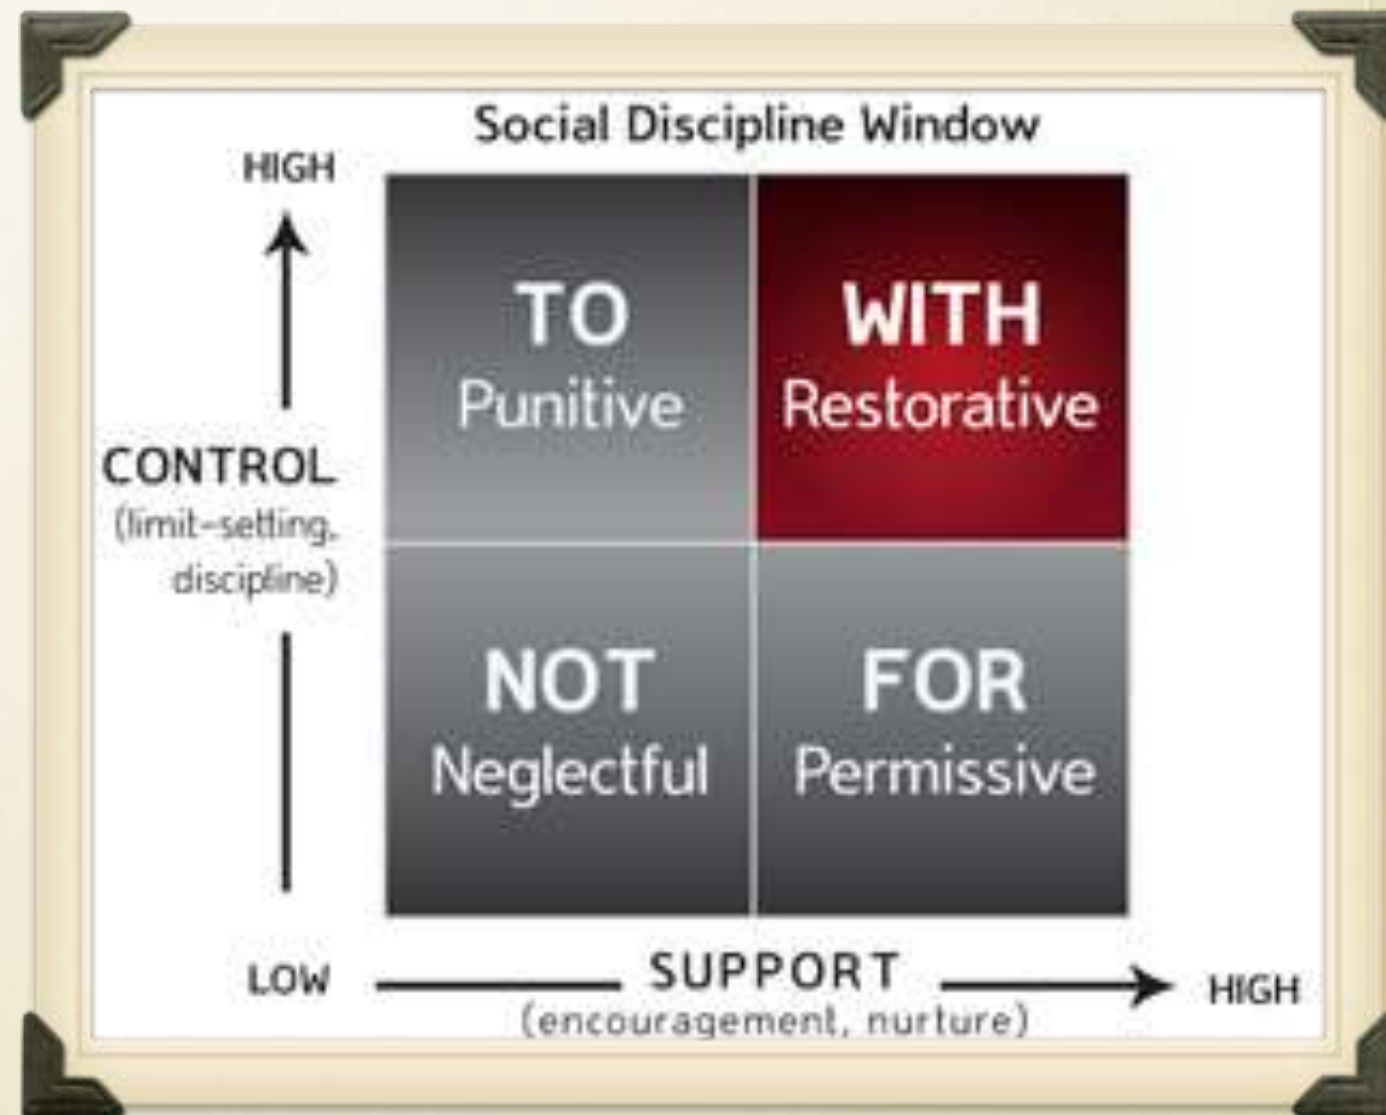 Social Discipline Window
HIGH
TO
Punitive
WITH
Restorative
CONTROL
(limit-setting,
discipline)
NOT
Neglectful
FOR
Permissive
LOW
SUPPORT
HIGH
(encouragement, nurture)